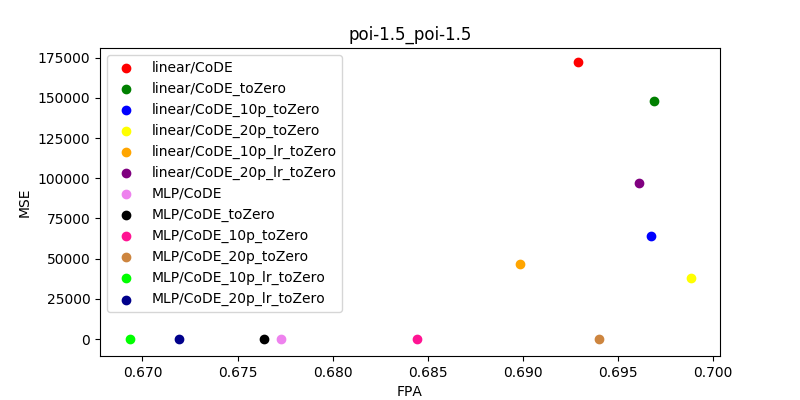 poi-1.5_poi-1.5
175000
150000
125000
100000
75000
50000
25000
0
MSE
linear/CoDE
linear/CoDE_toZero
linear/CoDE_10p_toZero
linear/CoDE_20p_toZero
linear/CoDE_10p_lr_toZero
linear/CoDE_20p_lr_toZero
MLP/CoDE
MLP/CoDE_toZero
MLP/CoDE_10p_toZero
MLP/CoDE_20p_toZero
MLP/CoDE_10p_lr_toZero
MLP/CoDE_20p_lr_toZero
0.670 0.675 0.680 0.685 0.690 0.695 0.700
FPA